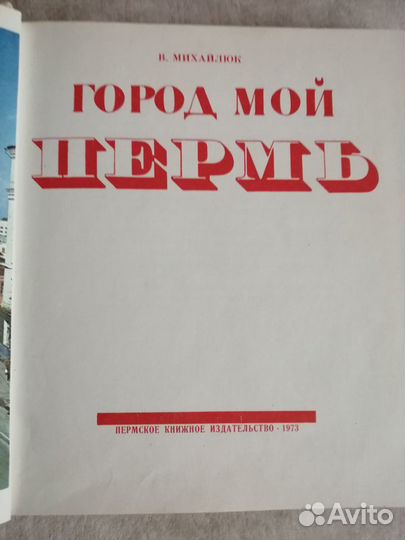 В. МИХАЙЛЮК
ГОРОД МОЙ
ПЕРМЬ
ПЕРМСКОЕ КНИЖНОЕ ИЗДАТЕЛЬСТВО - 1973
Avito